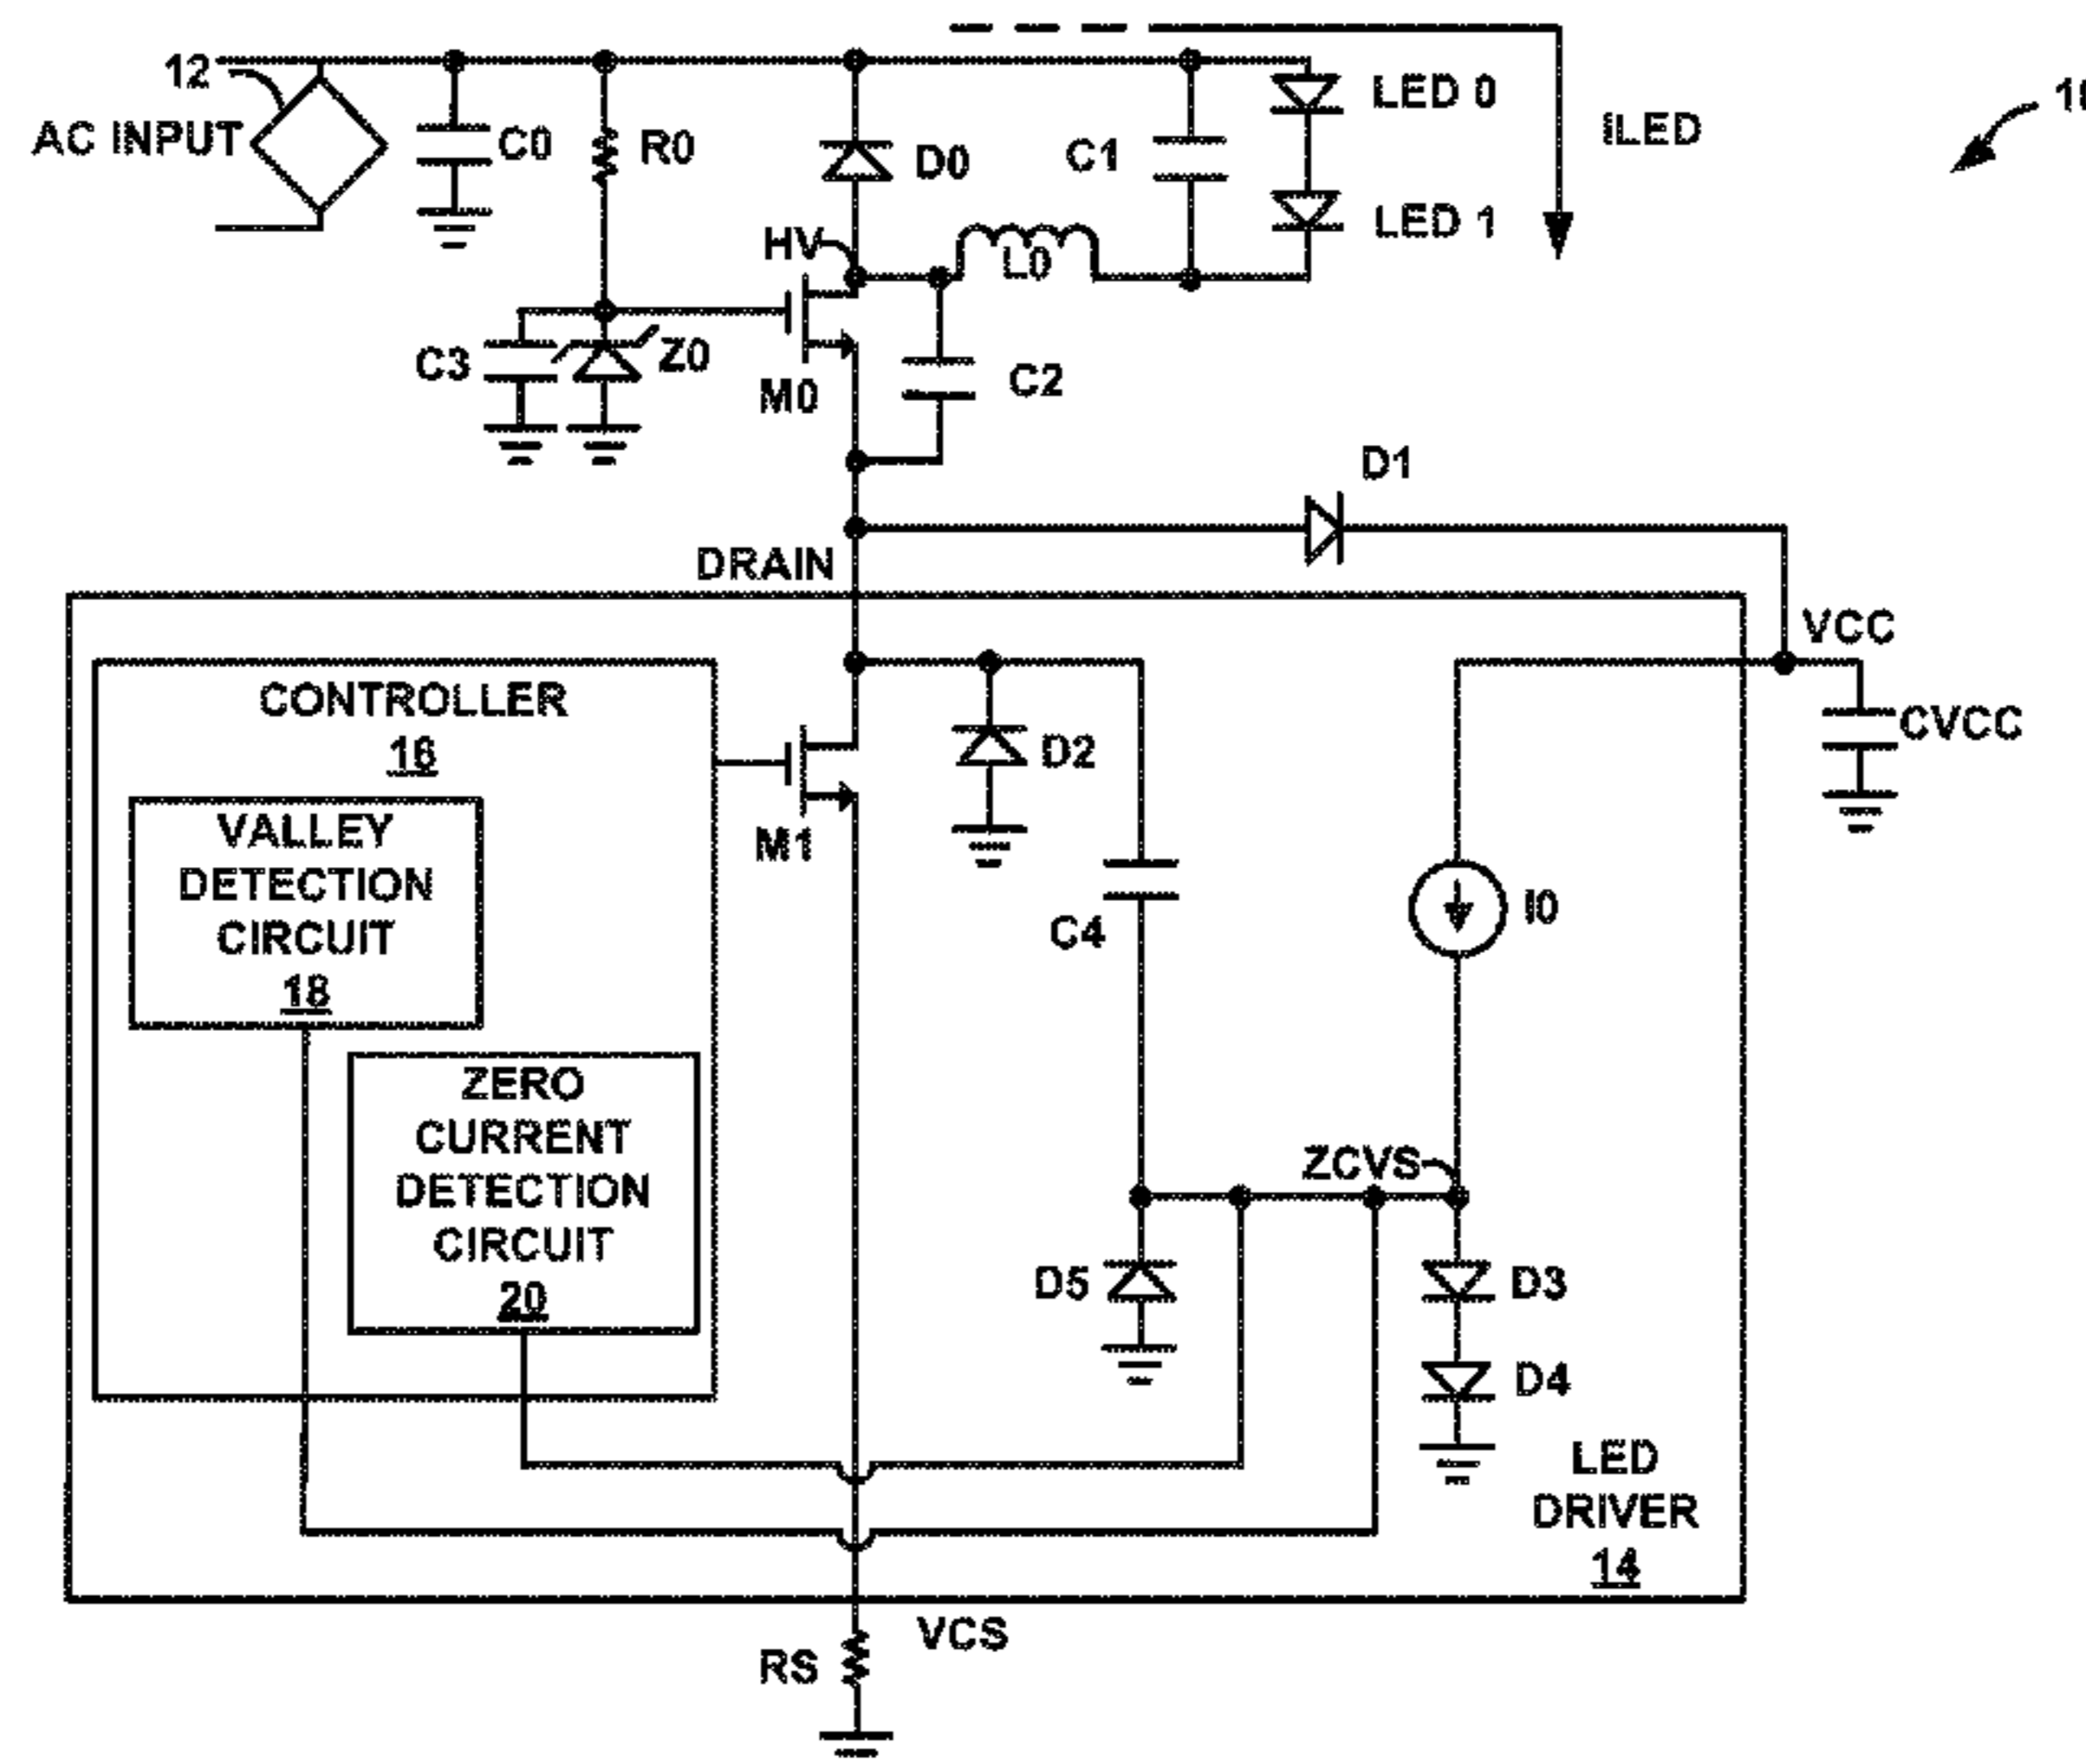 12
AC INPUT
C0
R0
D0
C1
LED 0
LED 1
ILED
HV
L0
C3
Z0
M0
C2
D1
DRAIN
VCC
CVCC
CONTROLLER
16
VALLEY
DETECTION
CIRCUIT
18
ZERO
CURRENT
DETECTION
CIRCUIT
20
M1
D2
C4
I0
ZCVS
D5
D3
D4
LED
DRIVER
14
VCS
RS